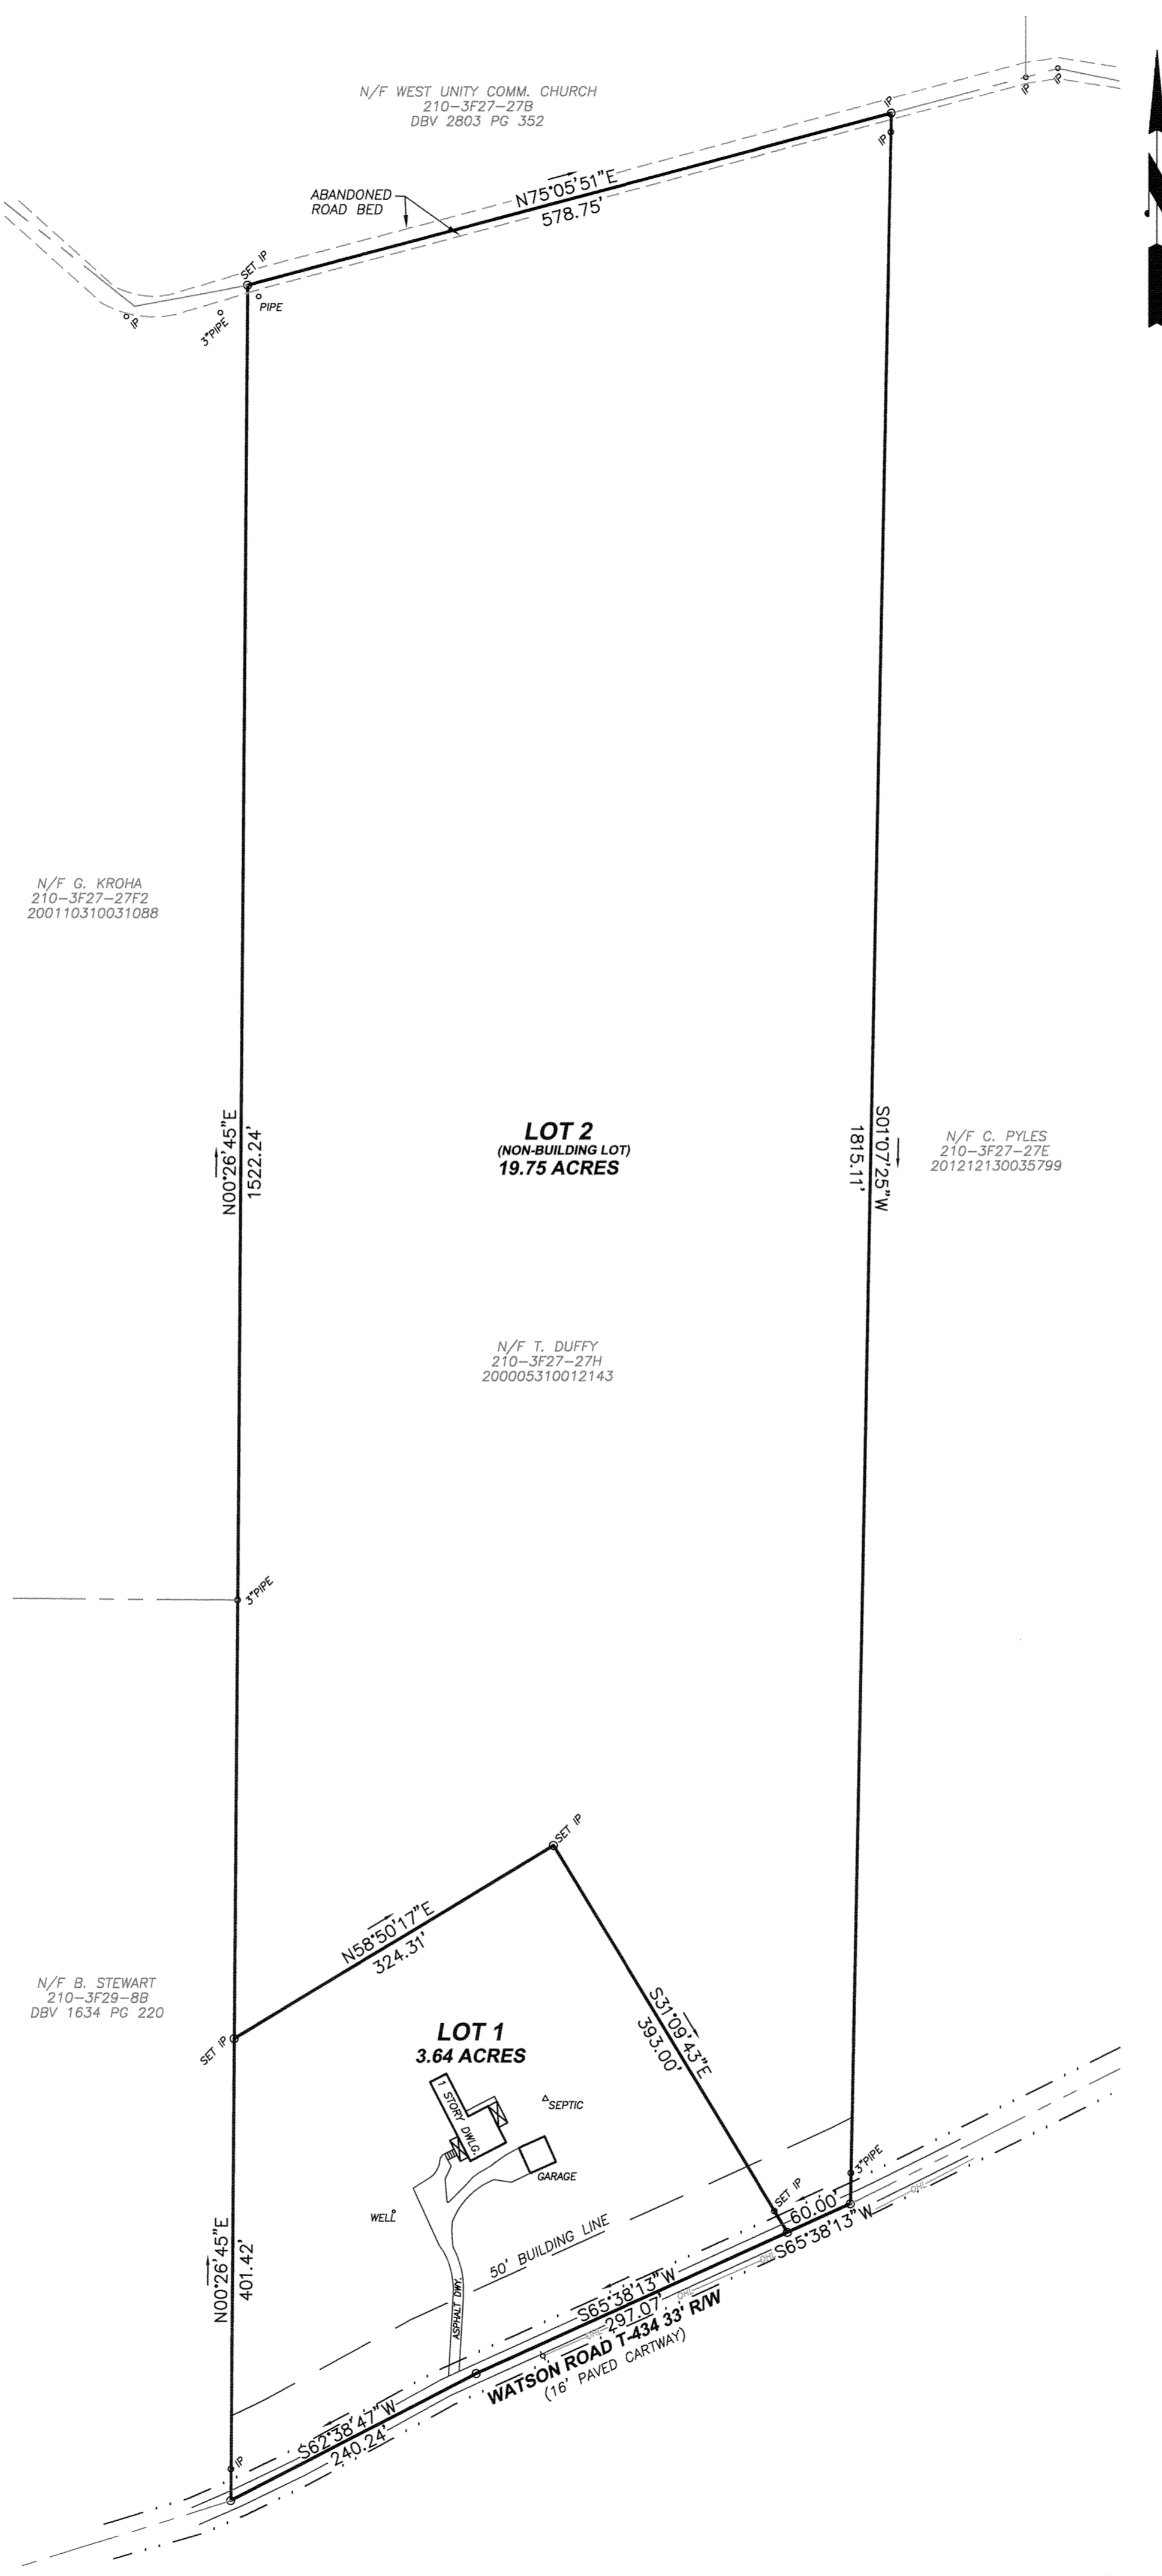 N/F WEST UNITY COMM. CHURCH
210-3F27-27B
DBV 2803 PG 352
IP
IP
IP
IP
N
ABANDONED
ROAD BED
N75°05'51"E
578.75'
SET IP
PIPE
3"PIPE
IP
N/F G. KROHA
210-3F27-27F2
200110310031088
N00°26'45"E
1522.24'
LOT 2
(NON-BUILDING LOT)
19.75 ACRES
S01°07'25"W
1815.11'
N/F C. PYLES
210-3F27-27E
201212130035799
N/F T. DUFFY
210-3F27-27H
200005310012143
3"PIPE
SET IP
N58°50'17"E
324.31'
S31°09'43"E
393.00'
N/F B. STEWART
210-3F29-8B
DBV 1634 PG 220
SET IP
LOT 1
3.64 ACRES
1 STORY DWLG.
SEPTIC
GARAGE
WELL
3"PIPE
SET IP
60.00'
S65°38'13"W
OHL
OHL
OHL
OHL
50' BUILDING LINE
N00°26'45"E
401.42'
ASPHALT DWY.
S65°38'13"W
297.07'
WATSON ROAD T-434 33' R/W
(16' PAVED CARTWAY)
S62°38'47"W
240.24'
IP